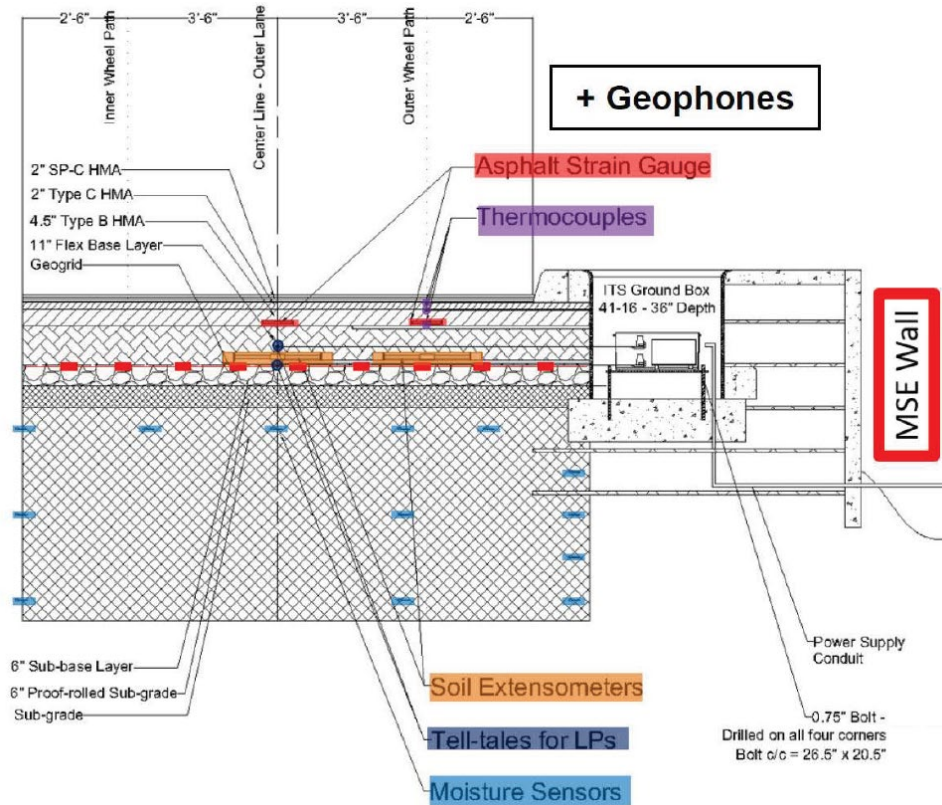 2'-6"
3'-6"
3'-6"
2'-6"
Inner Wheel Path
Center Line - Outer Lane
Outer Wheel Path
+ Geophones
2" SP-C HMA
2" Type C HMA
4.5" Type B HMA
11" Flex Base Layer
Geogrid
Asphalt Strain Gauge
Thermocouples
ITS Ground Box
41-16 - 36" Depth
MSE Wall
6" Sub-base Layer
6" Proof-rolled Sub-grade
Sub-grade
Soil Extensometers
Tell-tales for LPs
Moisture Sensors
Power Supply
Conduit
0.75" Bolt -
Drilled on all four corners
Bolt c/c = 26.5" x 20.5"